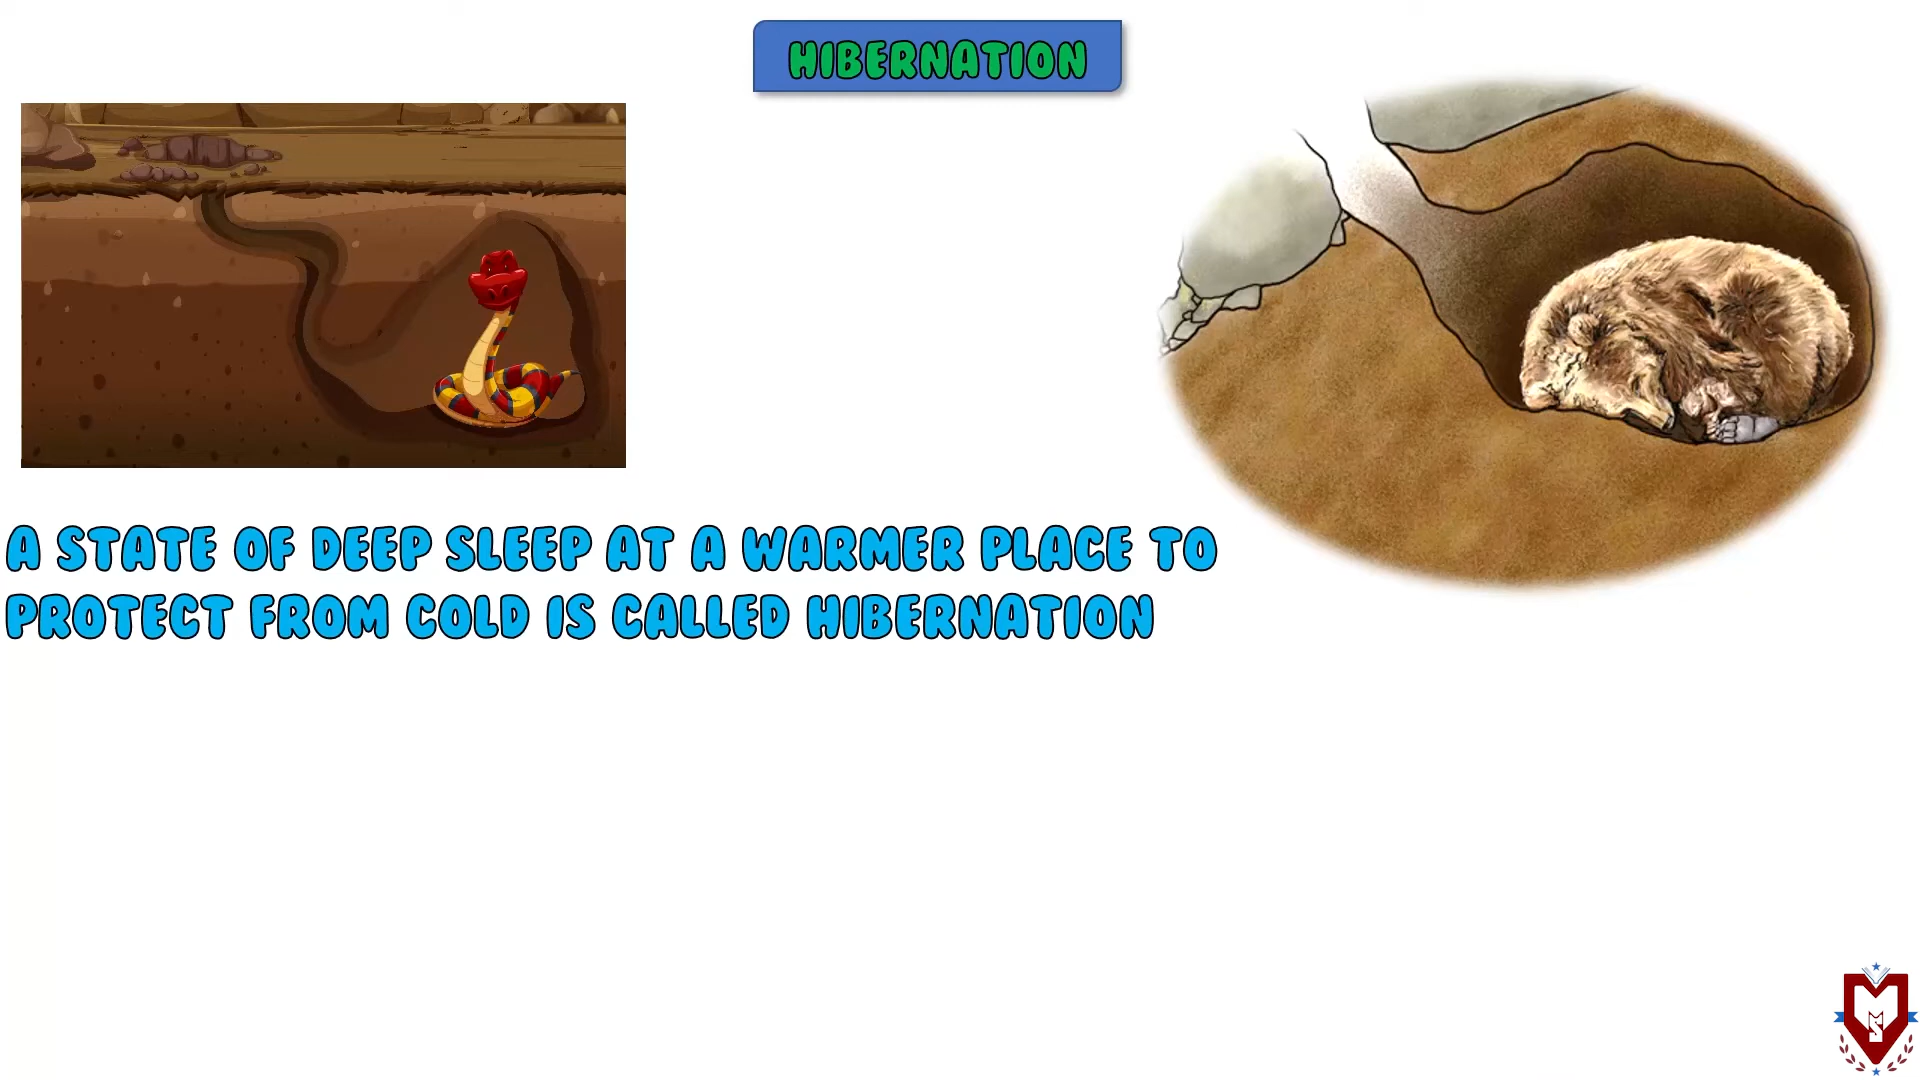 HIBERNATION
A STATE OF DEEP SLEEP AT A WARMER PLACE TO
PROTECT FROM COLD IS CALLED HIBERNATION